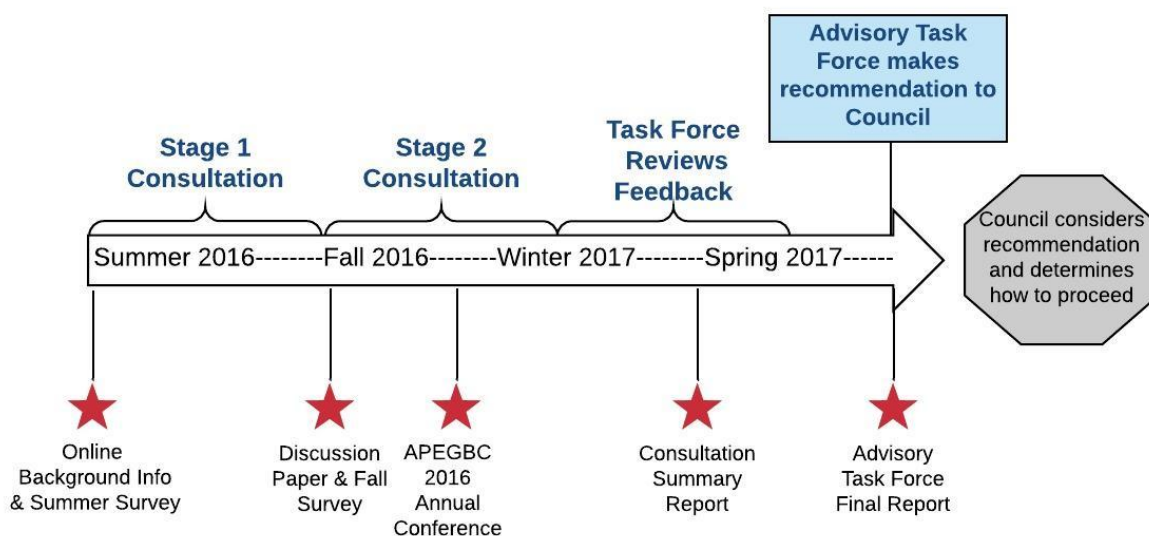 Advisory Task
Force makes
recommendation to
Council
Stage 1
Consultation
Stage 2
Consultation
Task Force
Reviews
Feedback
Summer 2016--------Fall 2016--------Winter 2017--------Spring 2017------
Council considers
recommendation
and determines
how to proceed
Online
Background Info
& Summer Survey
Discussion
Paper & Fall
Survey
APEGBC
2016
Annual
Conference
Consultation
Summary
Report
Advisory
Task Force
Final Report